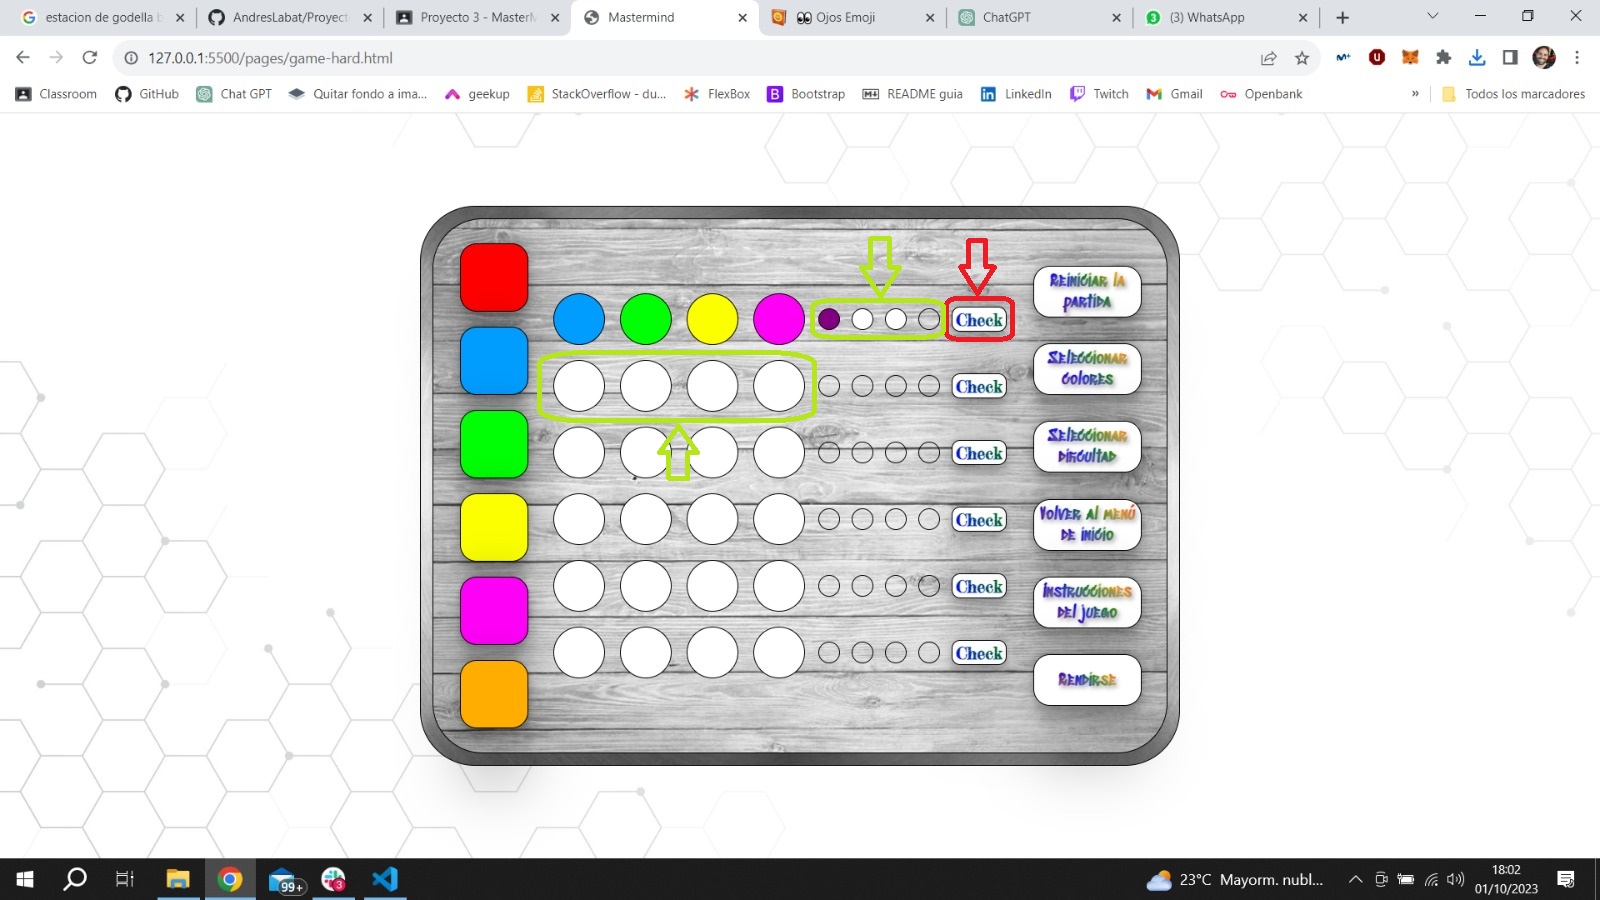 estacion de godella b
AndresLabat/Proyect
Proyecto 3 - MasterM
Mastermind
👀 Ojos Emoji
ChatGPT
3
(3) WhatsApp
127.0.0.1:5500/pages/game-hard.html
Classroom
GitHub
Chat GPT
Quitar fondo a ima...
geekup
StackOverflow - du...
FlexBox
Bootstrap
README guia
LinkedIn
Twitch
Gmail
Openbank
»
Todos los marcadores
Check
Check
Check
Check
Check
Check
Reiniciar la
partida
Seleccionar
colores
Seleccionar
dificultad
Volver al menú
de inicio
Instrucciones
del juego
Rendirse
99+
3
23°C Mayorm. nubl...
18:02
01/10/2023